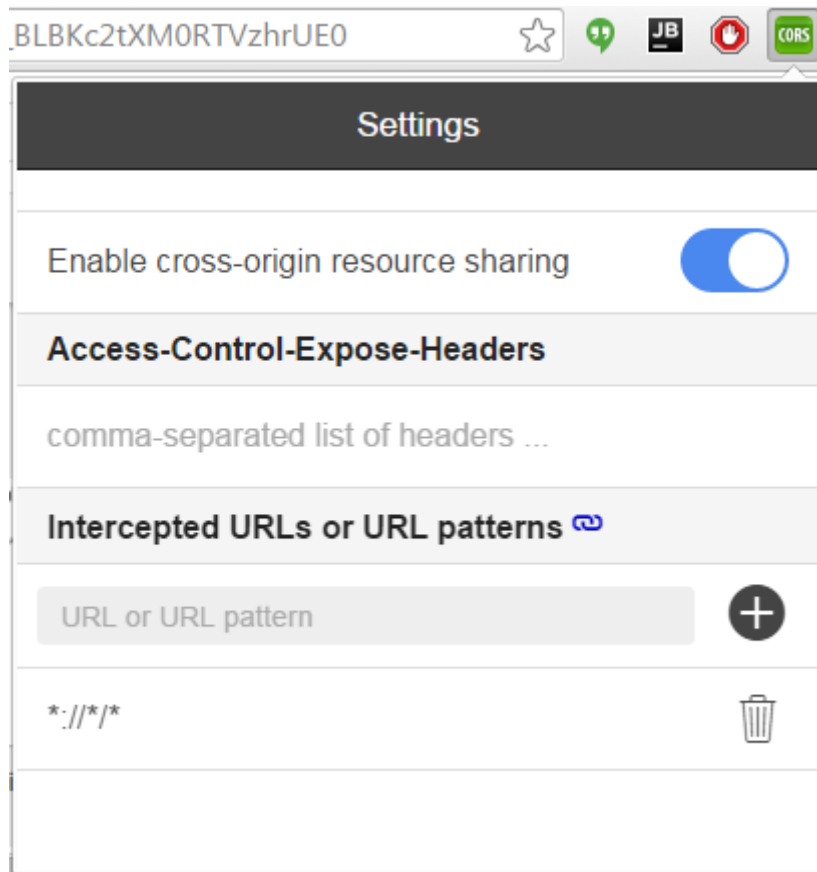 _BLBKc2tXM0RTVzhrUE0
JB
CORS
Settings
Enable cross-origin resource sharing
Access-Control-Expose-Headers
comma-separated list of headers ...
Intercepted URLs or URL patterns
URL or URL pattern
*://*/*